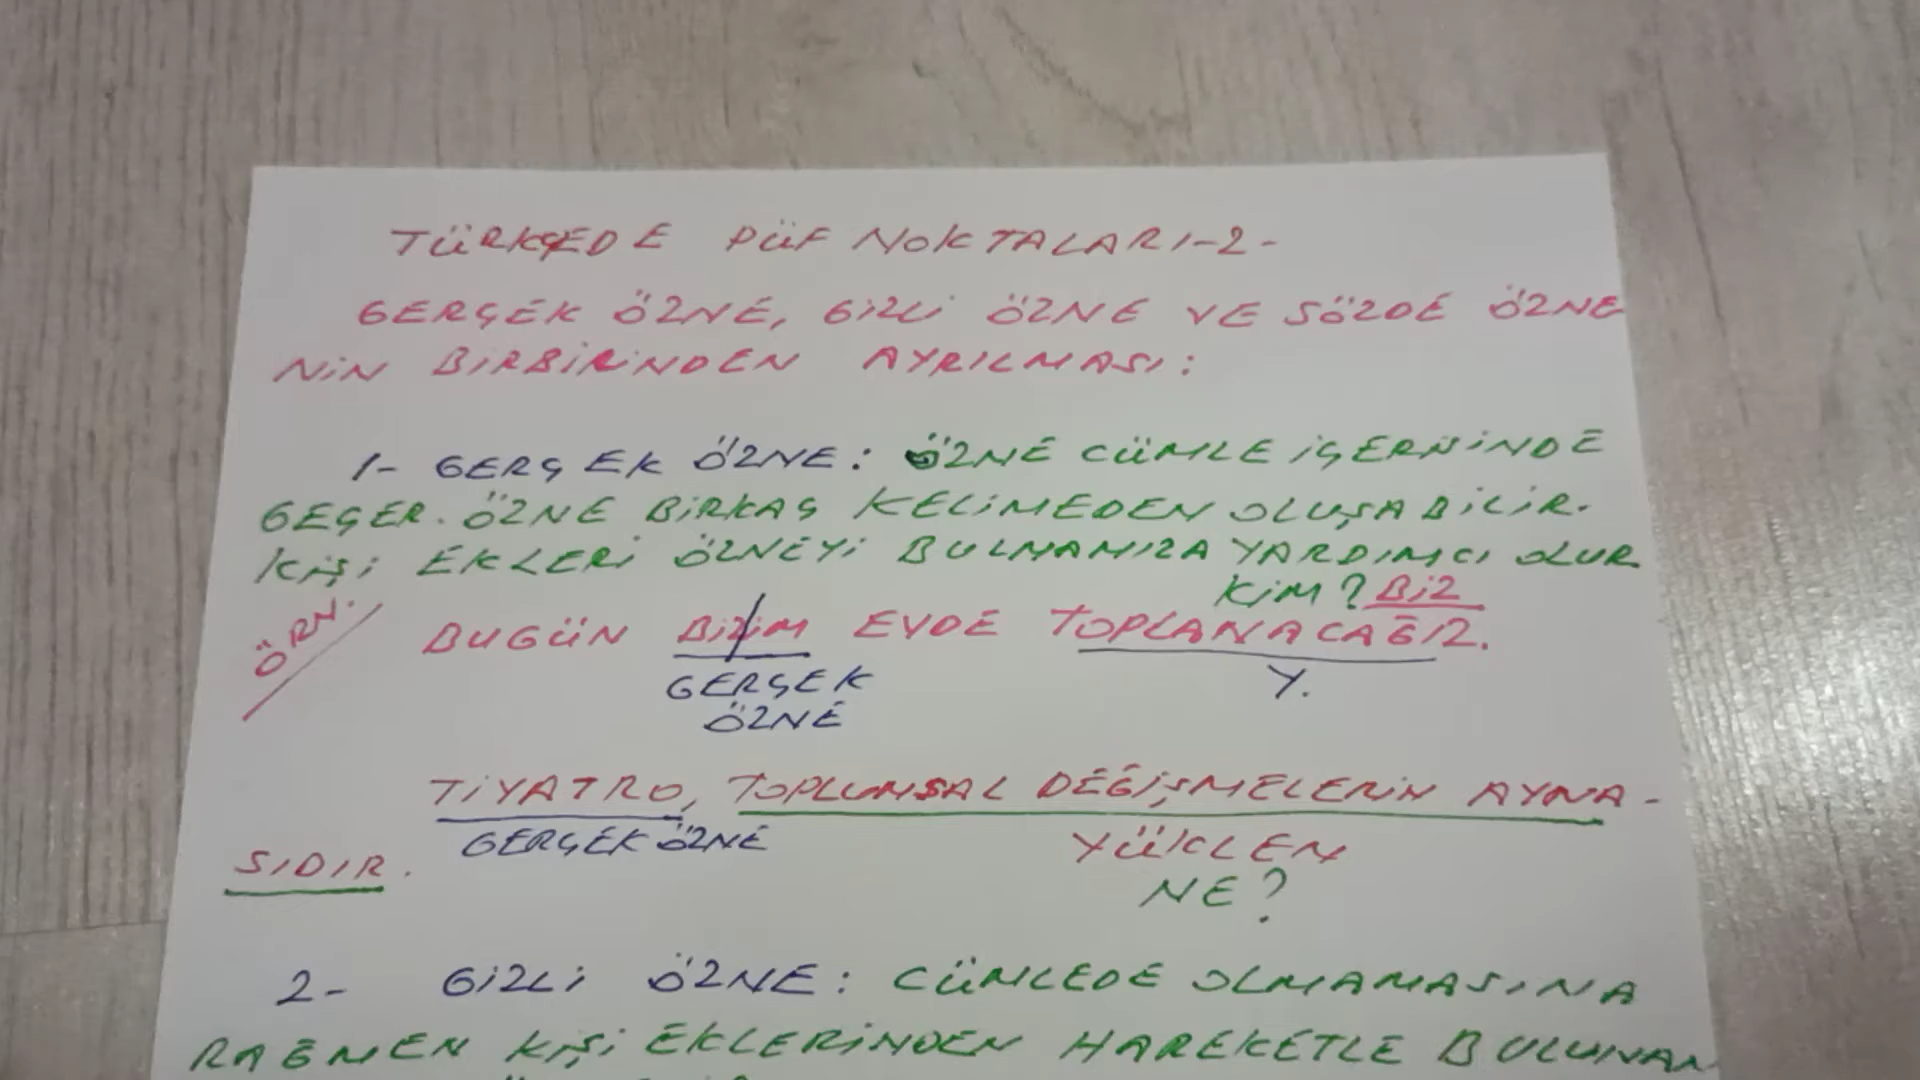 TÜRKÇEDE PÜF NOKTALARI-2-
GERÇEK ÖZNE, GİZLİ ÖZNE VE SÖZDE ÖZNE
NİN BİRBİRİNDEN AYRILMASI:
1- GERÇEK ÖZNE: ÖZNE CÜMLE İÇERSİNDE
GEÇER. ÖZNE BİRKAÇ KELİMEDEN OLUŞABİLİR.
KİŞİ EKLERİ ÖZNEYİ BULMAMIZA YARDIMCI OLUR
KİM? BİZ
ÖRN. BUGÜN BİZİM EVDE TOPLANACAĞIZ.
GERÇEK Y.
ÖZNE
TİYATRO, TOPLUMSAL DEĞİŞMELERİN AYNA-
GERÇEK ÖZNE YÜKLEM
SIDIR.
NE?
2- GİZLİ ÖZNE: CÜMLEDE OLMAMASINA
RAĞMEN KİŞİ EKLERİNDEN HAREKETLE BULUNAN